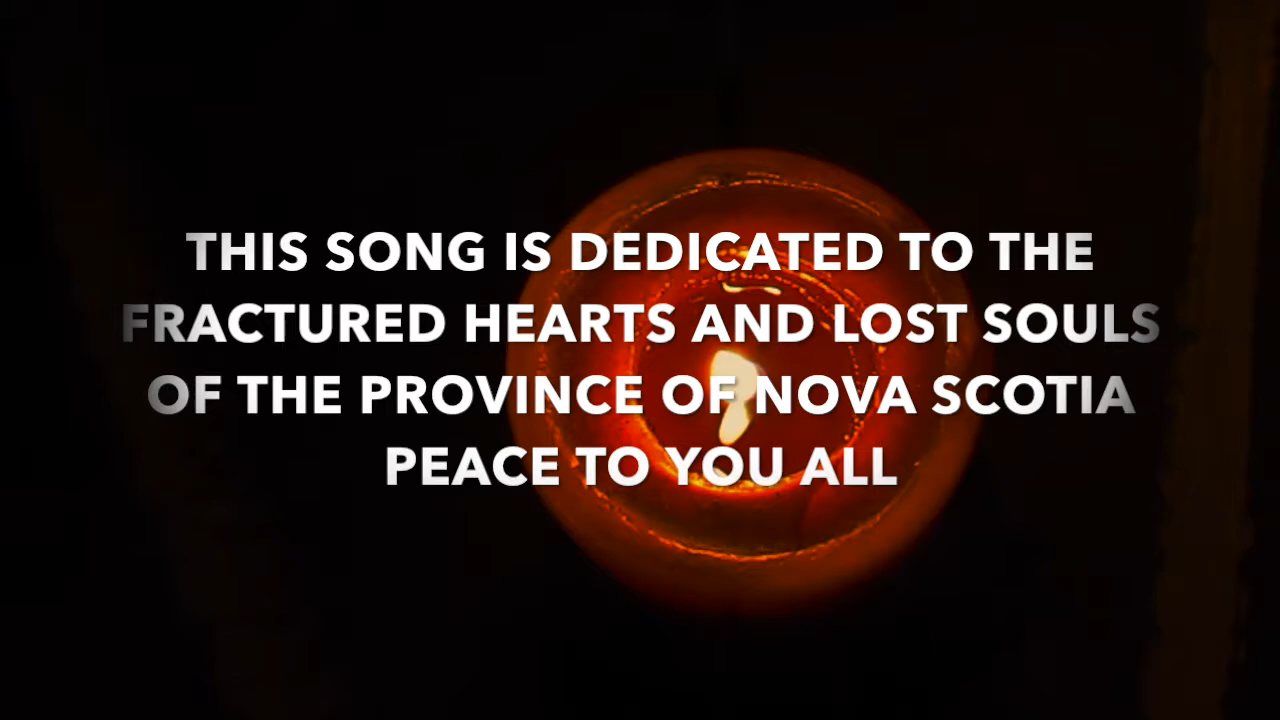 THIS SONG IS DEDICATED TO THE
FRACTURED HEARTS AND LOST SOULS
OF THE PROVINCE OF NOVA SCOTIA
PEACE TO YOU ALL